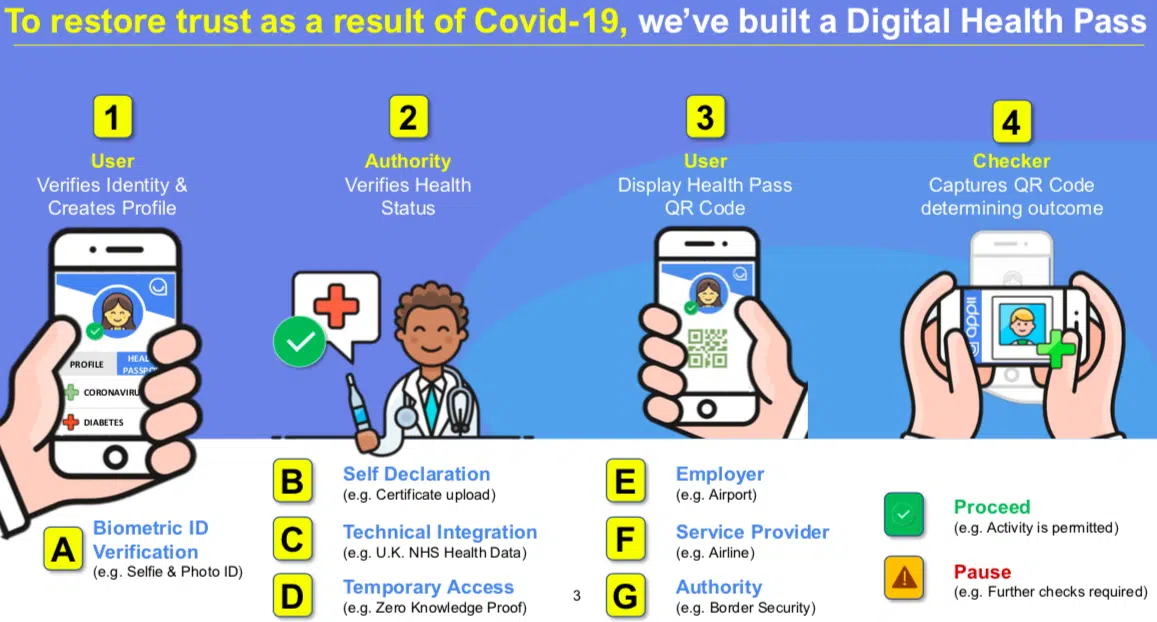 To restore trust as a result of Covid-19, we've built a Digital Health Pass
1
User
Verifies Identity &
Creates Profile
2
Authority
Verifies Health
Status
3
User
Display Health Pass
QR Code
4
Checker
Captures QR Code
determining outcome
PROFILE
HEAL
PASSPO
CORONAVIRU
DIABETES
oppii
A
Biometric ID
Verification
(e.g. Selfie & Photo ID)
B
Self Declaration
(e.g. Certificate upload)
C
Technical Integration
(e.g. U.K. NHS Health Data)
D
Temporary Access
(e.g. Zero Knowledge Proof)
3
E
Employer
(e.g. Airport)
F
Service Provider
(e.g. Airline)
G
Authority
(e.g. Border Security)
Proceed
(e.g. Activity is permitted)
Pause
(e.g. Further checks required)